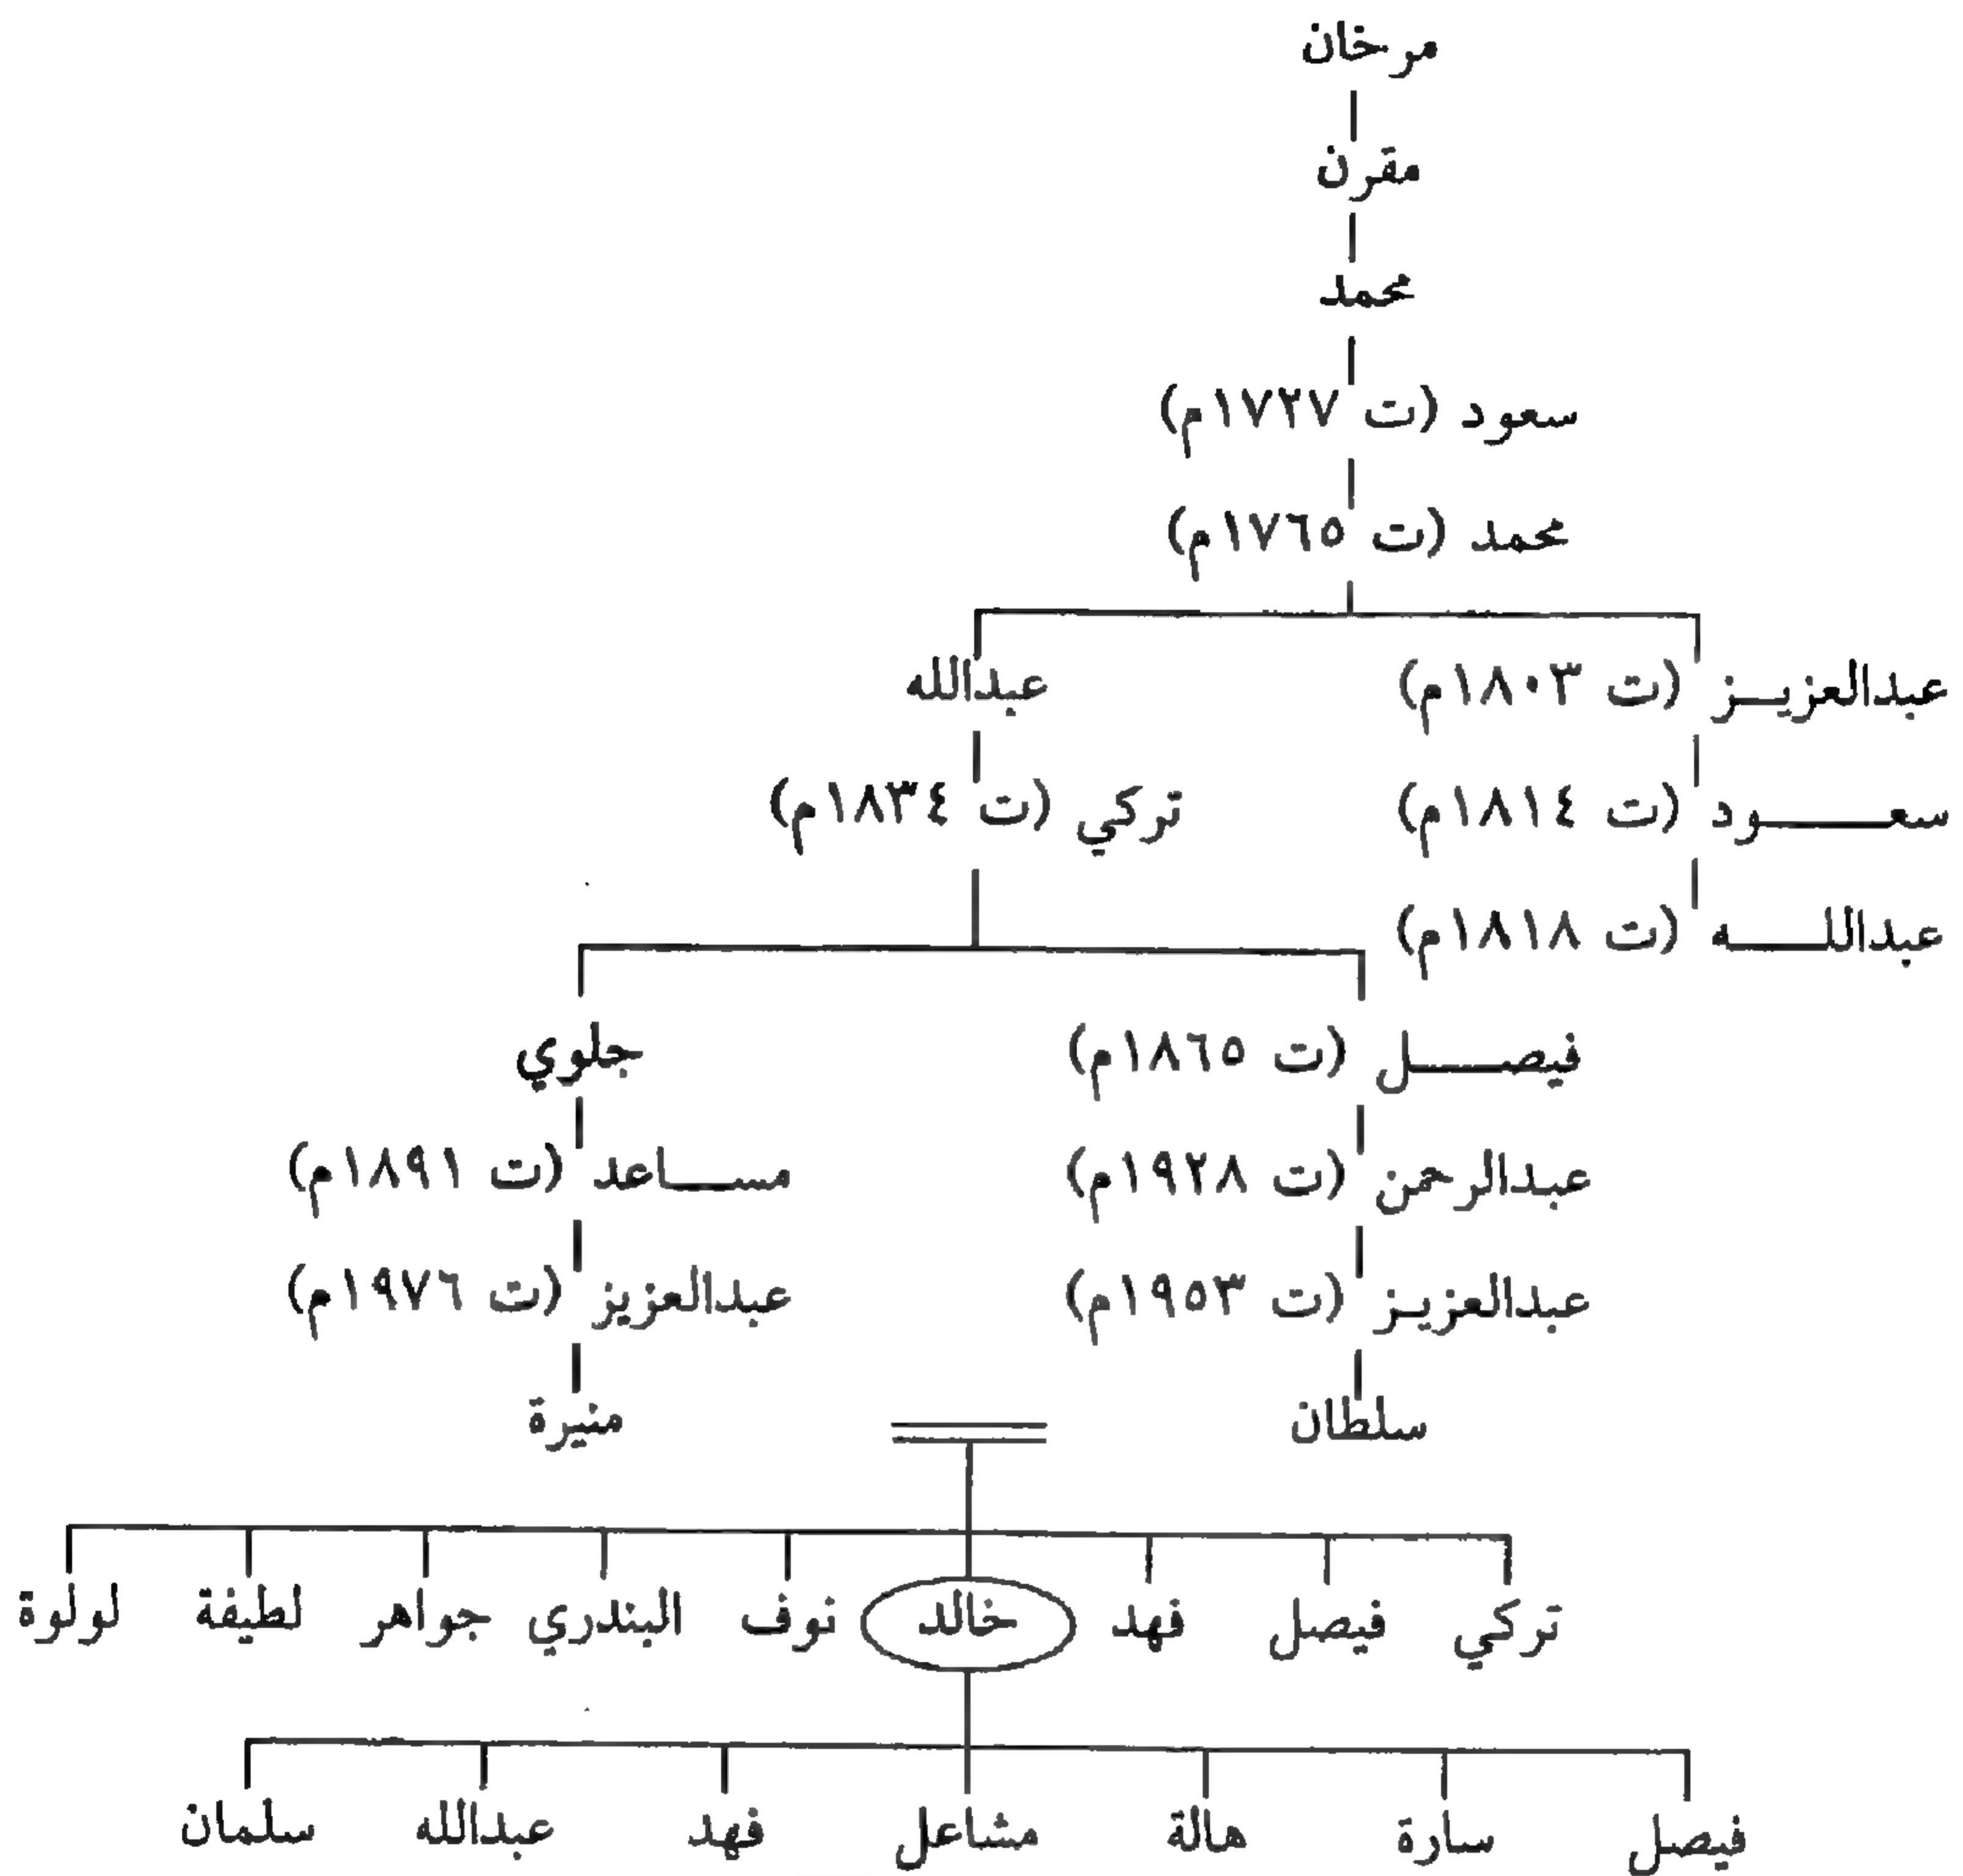 مرخان
مقرن
محمد
سعود (ت ١٧٣٧م)
محمد (ت ١٧٦٥م)
عبدالعزيز (ت ١٨٠٣م) عبدالله
سعود (ت ١٨١٤م) تركي (ت ١٨٣٤م)
عبدالله (ت ١٨١٨م)
فيصل (ت ١٨٦٥م) جلوي
عبدالرحمن (ت ١٩٢٨م) مساعد (ت ١٨٩١م)
عبدالعزيز (ت ١٩٥٣م) عبدالعزيز (ت ١٩٧٦م)
سلطان منيرة
تركي فيصل فهد خالد نوف البندري جواهر لطيفة لولوة
فيصل سارة هالة مشاعل فهد عبدالله سلمان